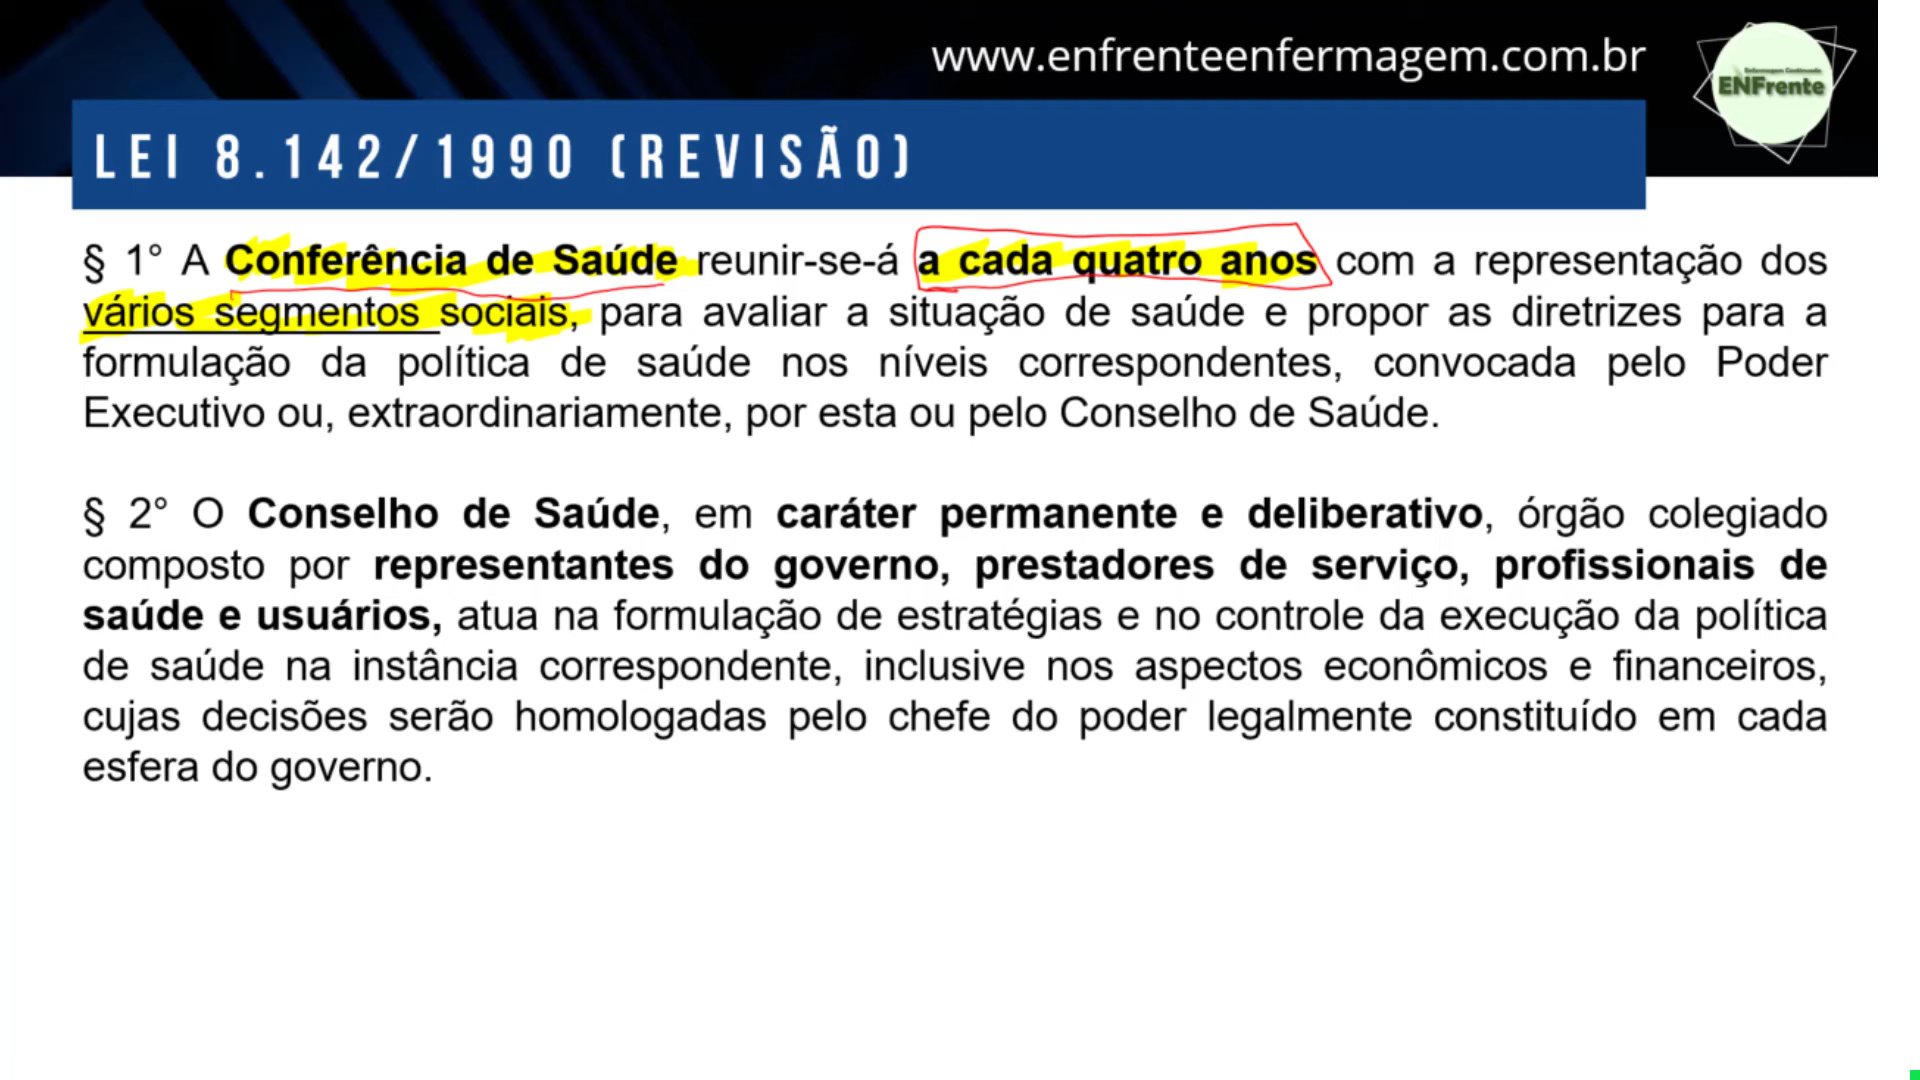 www.enfrenteenfermagem.com.br
Enfermagem Continuada
ENFrente
LEI 8.142/1990 (REVISÃO)
§ 1° A Conferência de Saúde reunir-se-á a cada quatro anos com a representação dos
vários segmentos sociais, para avaliar a situação de saúde e propor as diretrizes para a
formulação da política de saúde nos níveis correspondentes, convocada pelo Poder
Executivo ou, extraordinariamente, por esta ou pelo Conselho de Saúde.
§ 2° O Conselho de Saúde, em caráter permanente e deliberativo, órgão colegiado
composto por representantes do governo, prestadores de serviço, profissionais de
saúde e usuários, atua na formulação de estratégias e no controle da execução da política
de saúde na instância correspondente, inclusive nos aspectos econômicos e financeiros,
cujas decisões serão homologadas pelo chefe do poder legalmente constituído em cada
esfera do governo.